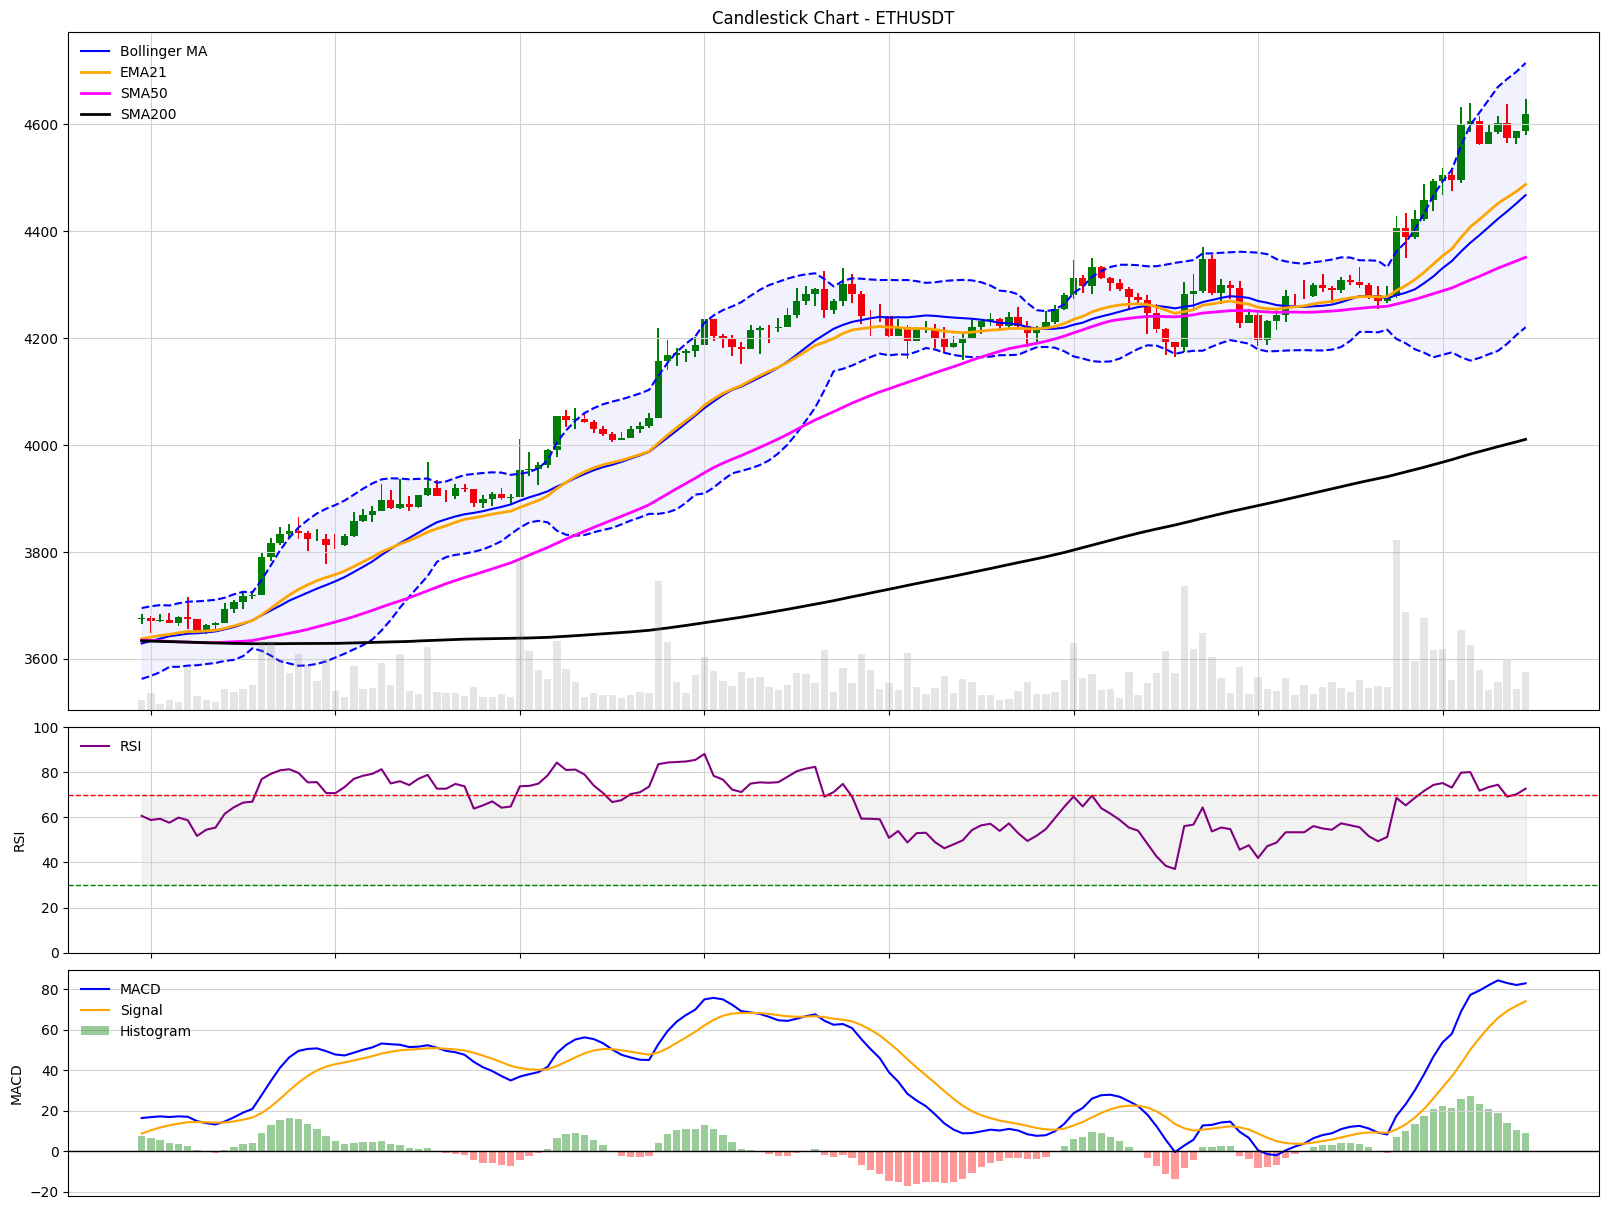 Candlestick Chart - ETHUSDT
Bollinger MA
EMA21
SMA50
SMA200
4600
4400
4200
4000
3800
3600
100
80
60
40
20
0
RSI
RSI
80
60
40
20
0
−20
MACD
MACD
Signal
Histogram